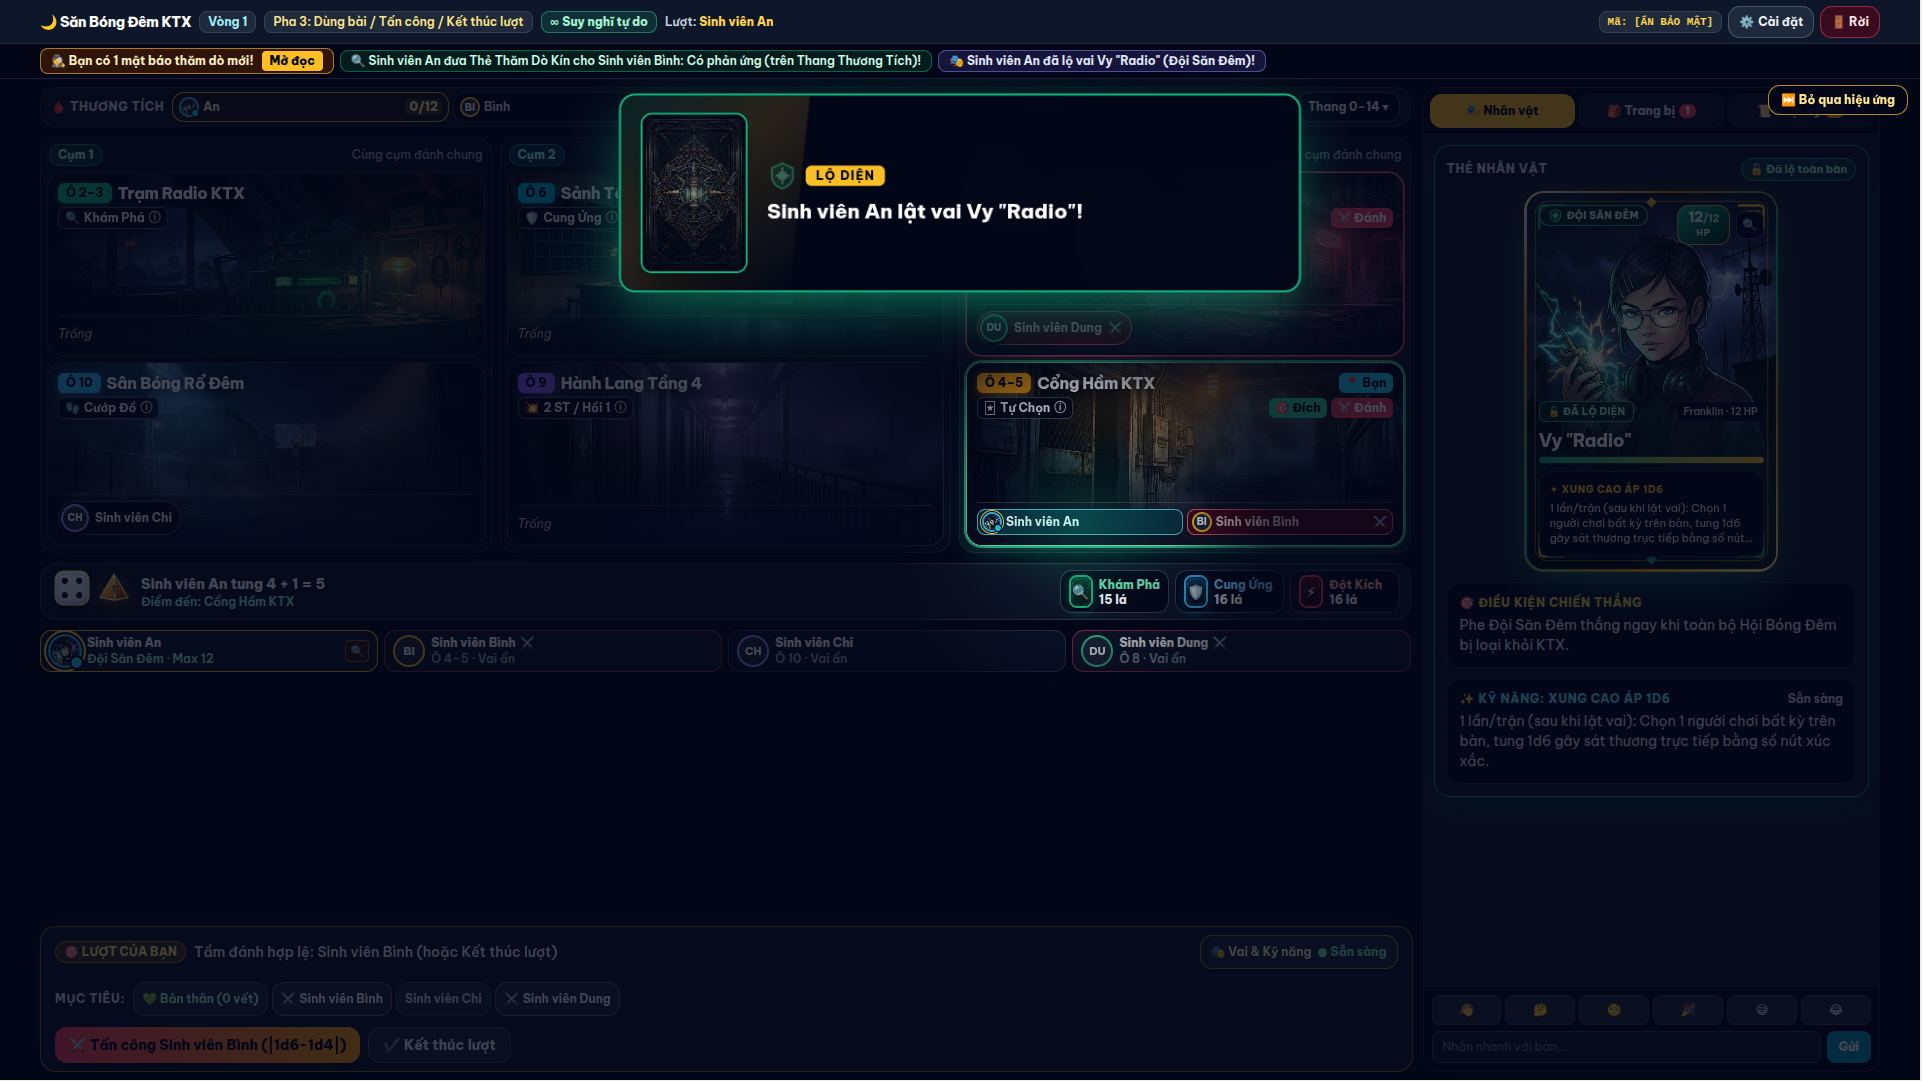 🌙 Săn Bóng Đêm KTX
Vòng 1
Pha 3: Dùng bài / Tấn công / Kết thúc lượt
∞ Suy nghĩ tự do
Lượt: Sinh viên An
Mã: [ẨN BẢO MẬT]
⚙️ Cài đặt
🚪 Rời
🕵️ Bạn có 1 mật báo thăm dò mới! Mở đọc
🔍 Sinh viên An đưa Thẻ Thăm Dò Kín cho Sinh viên Bình: Có phản ứng (trên Thang Thương Tích)!
🎭 Sinh viên An đã lộ vai Vy "Radio" (Đội Săn Đêm)!
🩸 THƯƠNG TÍCH
An 0/12
BI Bình
Thang 0-14 ▾
⏩ Bỏ qua hiệu ứng
LỘ DIỆN
Sinh viên An lật vai Vy "Radio"!
Cụm 1
Cùng cụm đánh chung
Ô 2-3 Trạm Radio KTX
🔍 Khám Phá ⓘ
Trống
Ô 10 Sân Bóng Rổ Đêm
🧤 Cướp Đồ ⓘ
CH Sinh viên Chi
Cụm 2
Ô 6
🛡️ Cung Ứng ⓘ
Trống
Ô 9 Hành Lang Tầng 4
💥 2 ST / Hồi 1 ⓘ
Trống
cụm đánh chung
⚔️ Đánh
DU Sinh viên Dung ⚔️
Ô 4-5 Cổng Hầm KTX
📍 Bạn
🃏 Tự Chọn ⓘ
🎯 Đích
⚔️ Đánh
Sinh viên An
BI Sinh viên Bình ⚔️
Sinh viên An tung 4 + 1 = 5
Điểm đến: Cổng Hầm KTX
Khám Phá
15 lá
Cung Ứng
16 lá
Đột Kích
16 lá
Sinh viên An
Đội Săn Đêm · Max 12
BI Sinh viên Bình ⚔️
Ô 4-5 · Vai ẩn
CH Sinh viên Chi
Ô 10 · Vai ẩn
DU Sinh viên Dung ⚔️
Ô 8 · Vai ẩn
🎯 LƯỢT CỦA BẠN
Tầm đánh hợp lệ: Sinh viên Bình (hoặc Kết thúc lượt)
🎭 Vai & Kỹ năng ● Sẵn sàng
MỤC TIÊU:
💚 Bản thân (0 vết)
⚔️ Sinh viên Bình
Sinh viên Chi
⚔️ Sinh viên Dung
⚔️ Tấn công Sinh viên Bình (|1d6-1d4|)
✔️ Kết thúc lượt
🎭 Nhân vật
🎒 Trang bị 1
THẺ NHÂN VẬT
🔓 Đã lộ toàn bàn
ĐỘI SĂN ĐÊM
12/12
HP
🔓 ĐÃ LỘ DIỆN
Franklin · 12 HP
Vy "Radio"
✦ XUNG CAO ÁP 1D6
1 lần/trận (sau khi lật vai): Chọn 1
người chơi bất kỳ trên bàn, tung 1d6
gây sát thương trực tiếp bằng số nút...
🎯 ĐIỀU KIỆN CHIẾN THẮNG
Phe Đội Săn Đêm thắng ngay khi toàn bộ Hội Bóng Đêm
bị loại khỏi KTX.
✨ KỸ NĂNG: XUNG CAO ÁP 1D6
Sẵn sàng
1 lần/trận (sau khi lật vai): Chọn 1 người chơi bất kỳ trên
bàn, tung 1d6 gây sát thương trực tiếp bằng số nút xúc
xắc.
Nhắn nhanh với bàn...
Gửi